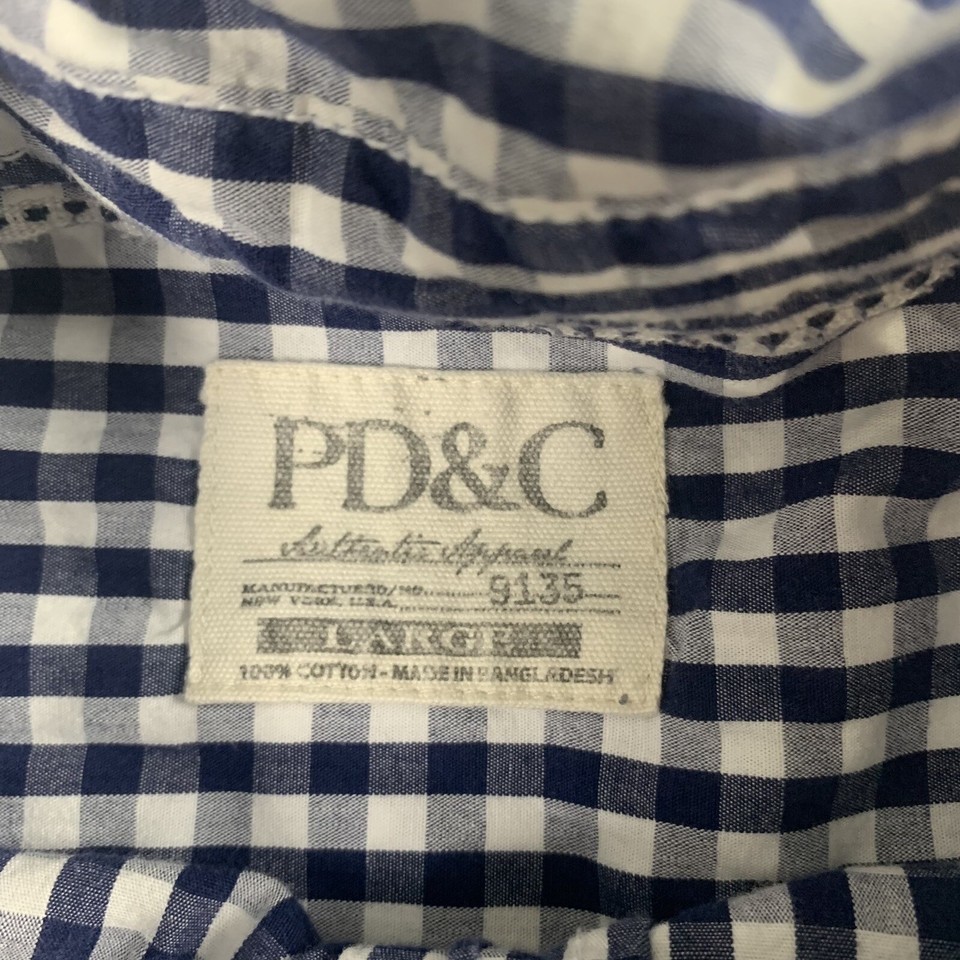 PD&C
Authentic Apparel
MANUFACTURED/NO. 9135
NEW YORK, U.S.A.
LARGE
100% COTTON - MADE IN BANGLADESH